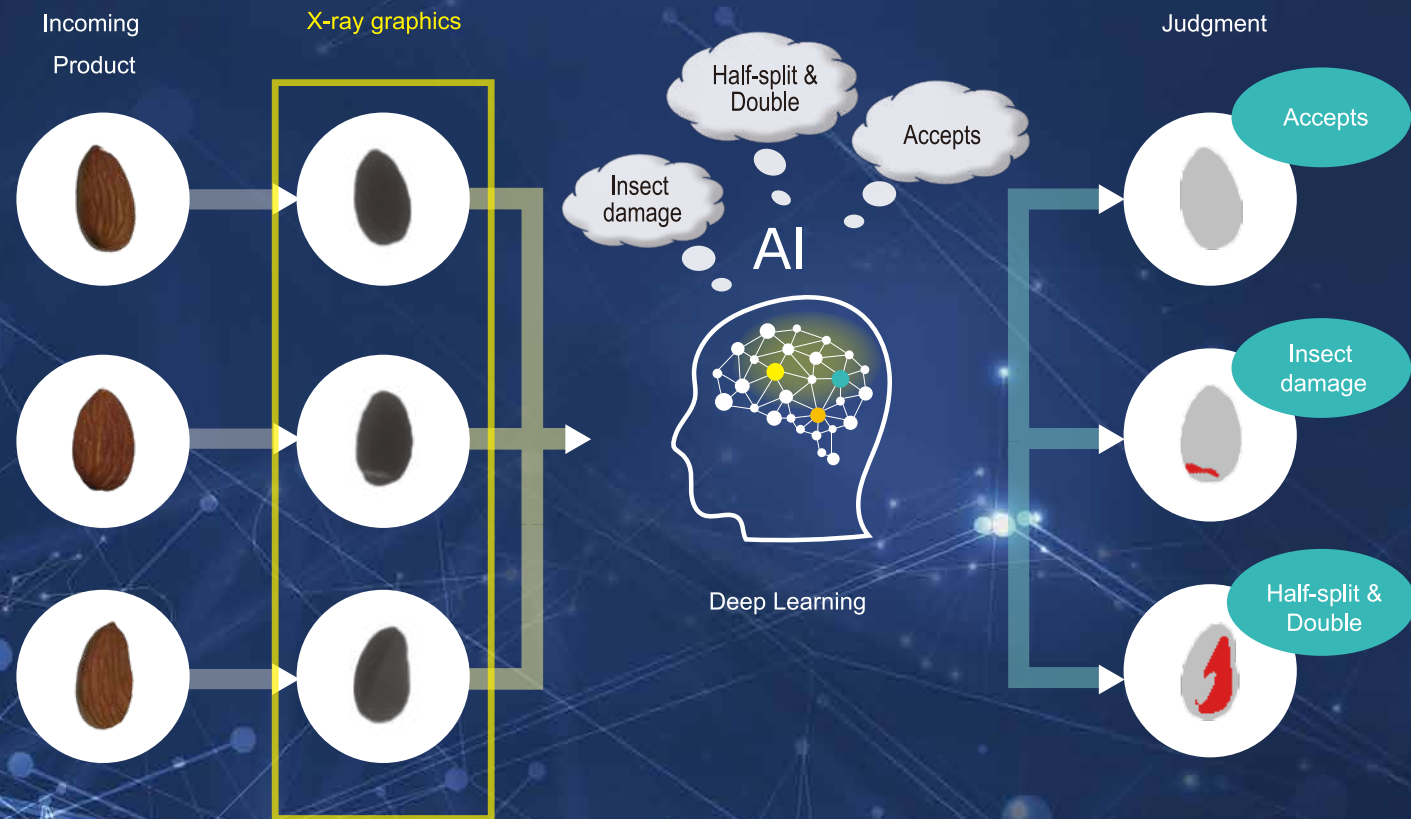 Incoming
Product
X-ray graphics
Judgment
Half-split &
Double
Accepts
Insect
damage
AI
Deep Learning
Accepts
Insect
damage
Half-split &
Double